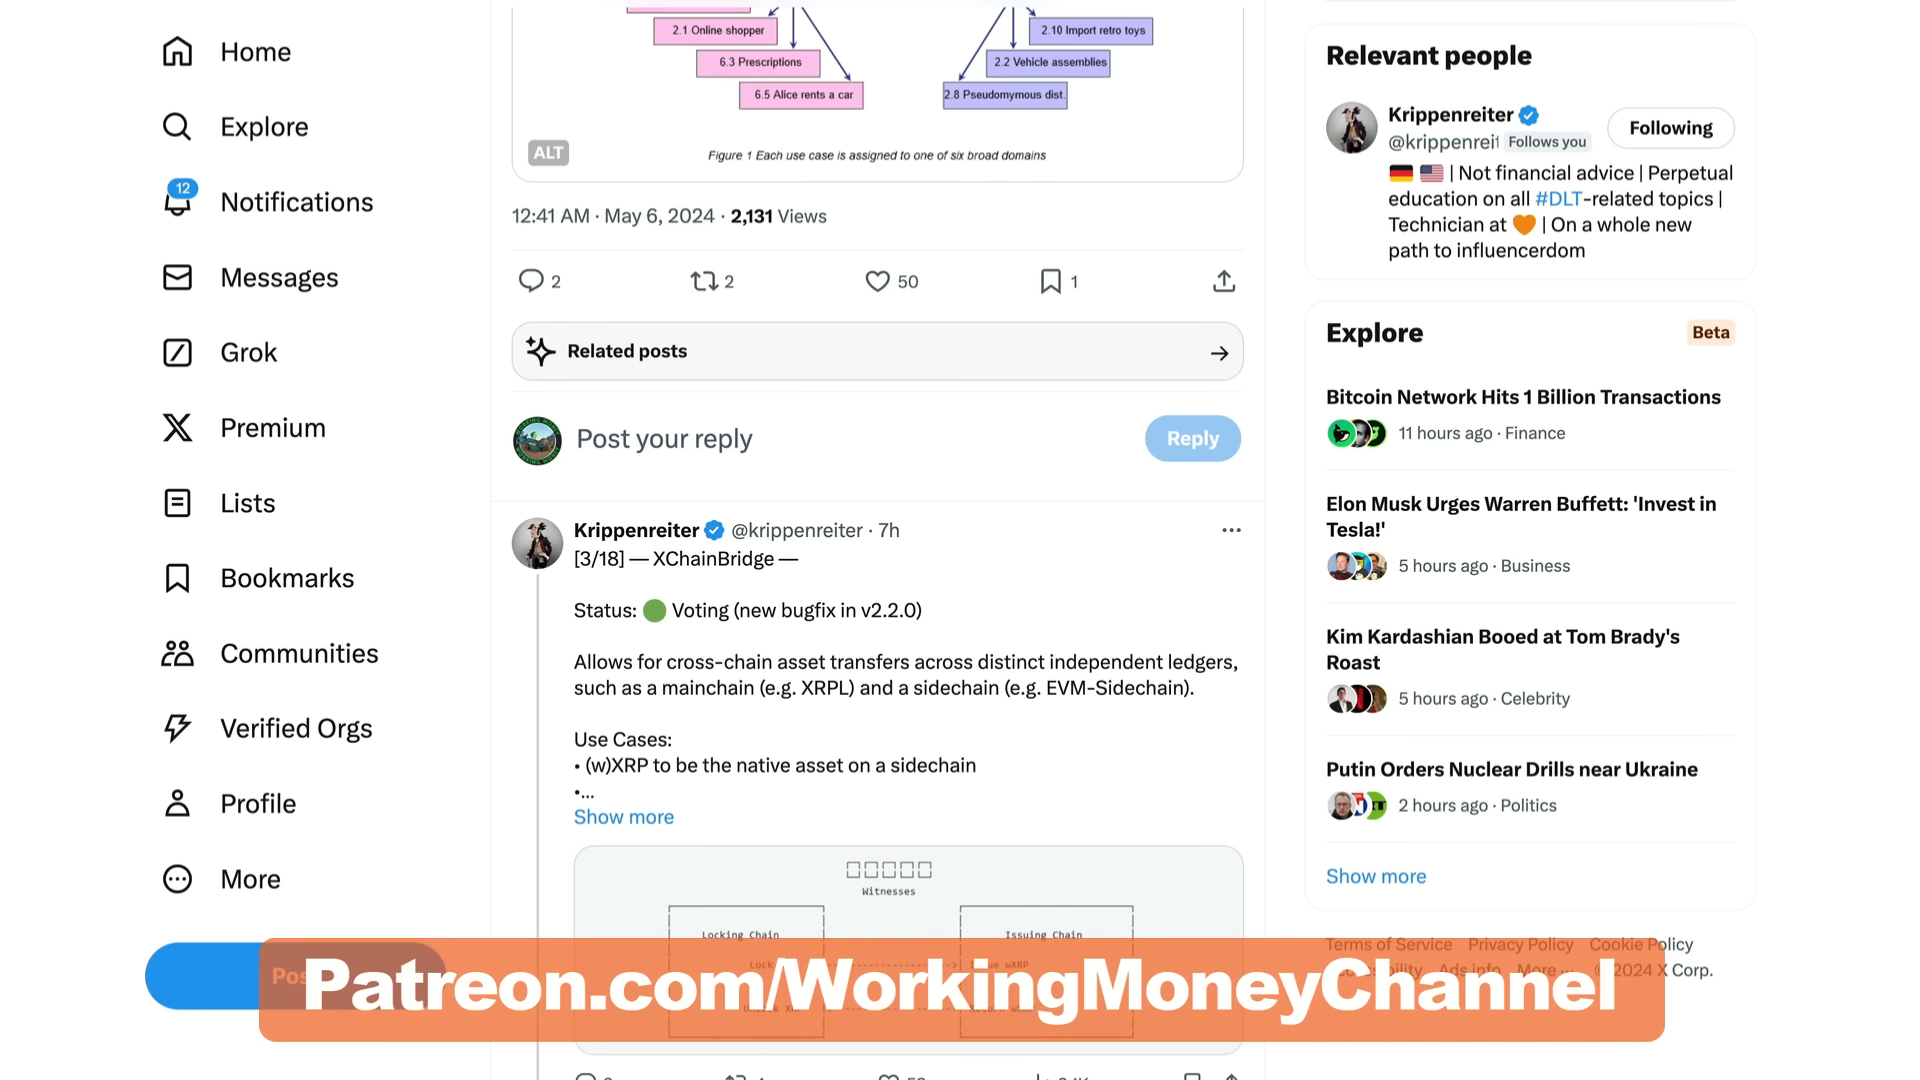 Home
Explore
12
Notifications
Messages
Grok
Premium
Lists
Bookmarks
Communities
Verified Orgs
Profile
More
2.1 Online shopper
6.3 Prescriptions
6.5 Alice rents a car
2.10 Import retro toys
2.2 Vehicle assemblies
2.8 Pseudomymous dist.
ALT
Figure 1 Each use case is assigned to one of six broad domains
12:41 AM · May 6, 2024 · 2,131 Views
2
2
50
1
Related posts
Post your reply
Reply
Krippenreiter @krippenreiter · 7h
[3/18] — XChainBridge —
Status: 🟢 Voting (new bugfix in v2.2.0)
Allows for cross-chain asset transfers across distinct independent ledgers,
such as a mainchain (e.g. XRPL) and a sidechain (e.g. EVM-Sidechain).
Use Cases:
• (w)XRP to be the native asset on a sidechain
•...
Show more
Witnesses
Locking Chain
Issuing Chain
Patreon.com/WorkingMoneyChannel
Relevant people
Krippenreiter
@krippenreit Follows you
Following
🇩🇪 🇺🇸 | Not financial advice | Perpetual
education on all #DLT-related topics |
Technician at 🧡 | On a whole new
path to influencerdom
Explore
Beta
Bitcoin Network Hits 1 Billion Transactions
11 hours ago · Finance
Elon Musk Urges Warren Buffett: 'Invest in
Tesla!'
5 hours ago · Business
Kim Kardashian Booed at Tom Brady's
Roast
5 hours ago · Celebrity
Putin Orders Nuclear Drills near Ukraine
2 hours ago · Politics
Show more
Terms of Service Privacy Policy Cookie Policy
Ads info More ... © 2024 X Corp.